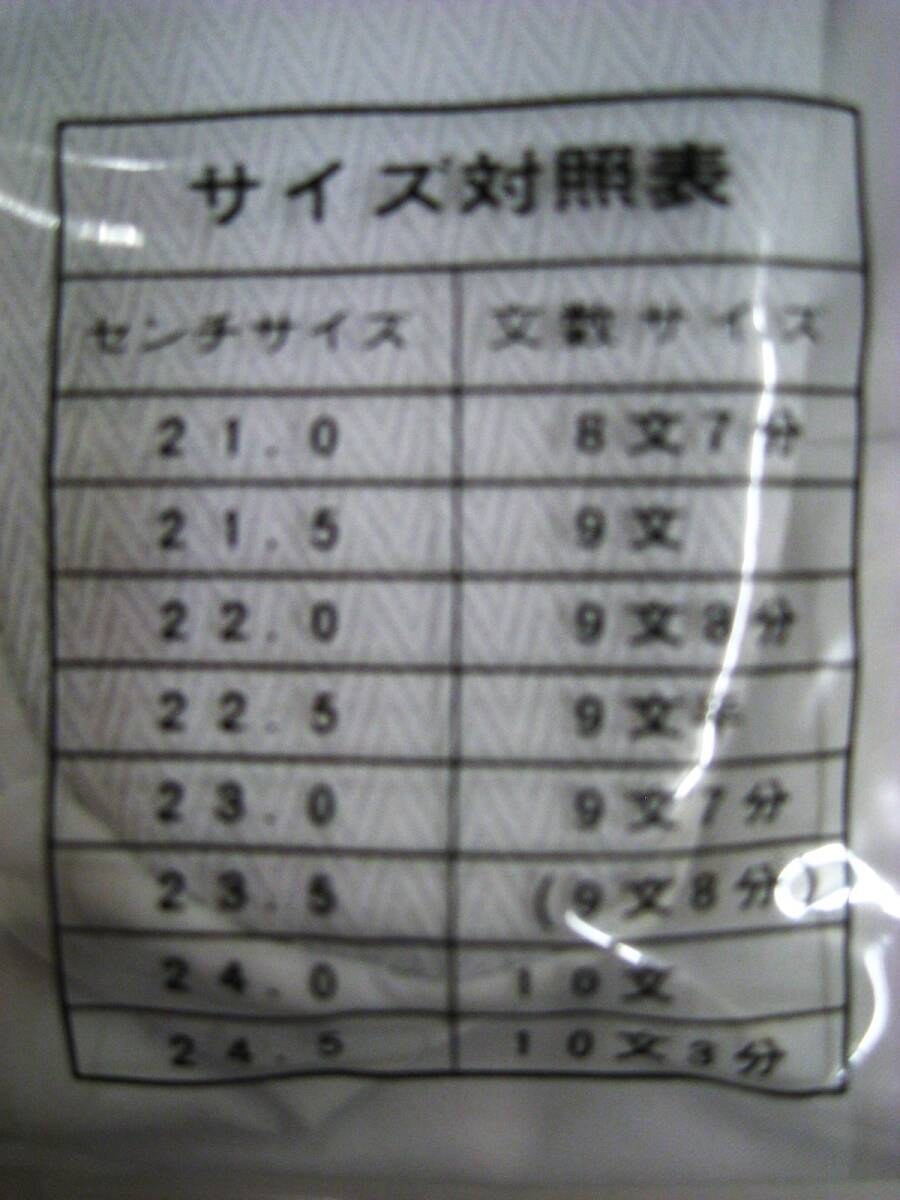 サイズ対照表
センチサイズ 文数サイズ
21.0 8文7分
21.5 9文
22.0 9文3分
22.5 9文半
23.0 9文7分
23.5 (9文8分)
24.0 10文
24.5 10文3分